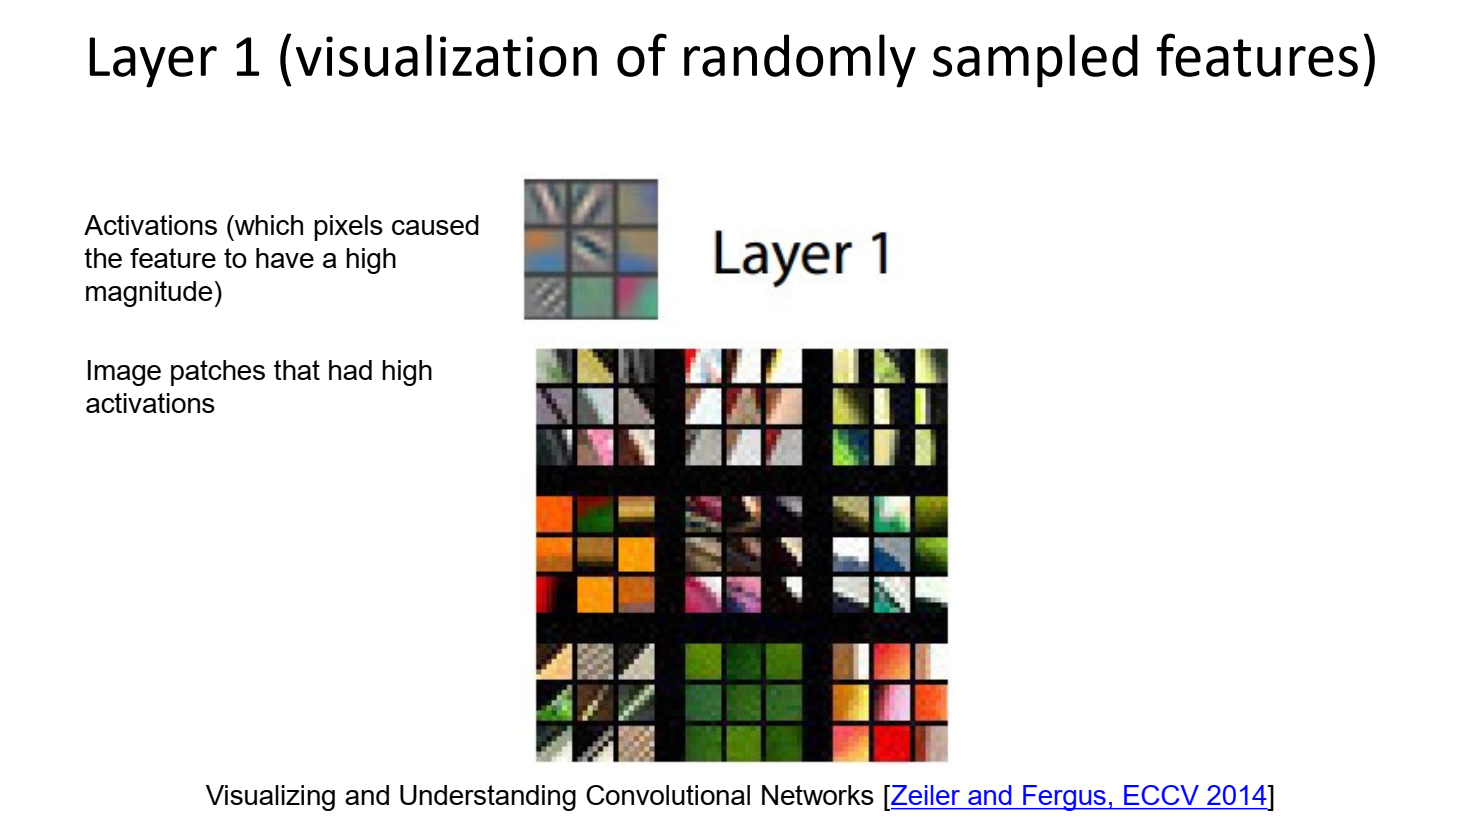 Layer 1 (visualization of randomly sampled features)
Activations (which pixels caused
the feature to have a high
magnitude)
Layer 1
Image patches that had high
activations
Visualizing and Understanding Convolutional Networks [Zeiler and Fergus, ECCV 2014]